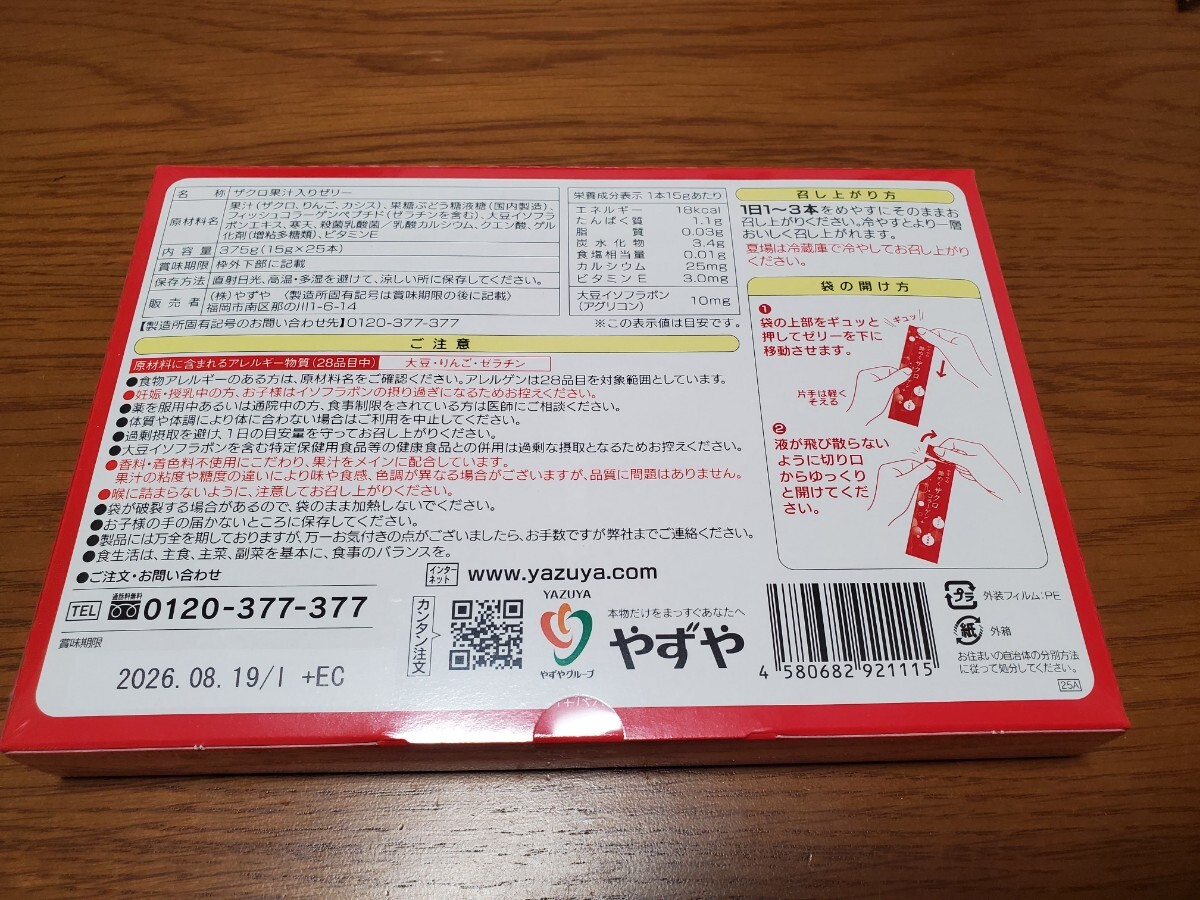 名称 ザクロ果汁入りゼリー
原材料名 果汁(ザクロ、りんご、カシス)、果糖ぶどう糖液糖(国内製造)、
フィッシュコラーゲンペプチド(ゼラチンを含む)、大豆イソフラ
ボンエキス、寒天、殺菌乳酸菌/乳酸カルシウム、クエン酸、ゲル
化剤(増粘多糖類)、ビタミンE
内容量 375g(15g×25本)
賞味期限 枠外下部に記載
保存方法 直射日光、高温・多湿を避けて、涼しい所に保存してください。
販売者 (株)やずや 〈製造所固有記号は賞味期限の後に記載〉
福岡市南区那の川1-6-14
【製造所固有記号のお問い合わせ先】0120-377-377
栄養成分表示 1本15gあたり
エネルギー 18kcal
たんぱく質 1.1g
脂質 0.03g
炭水化物 3.4g
食塩相当量 0.01g
カルシウム 25mg
ビタミンE 3.0mg
大豆イソフラボン
(アグリコン) 10mg
※この表示値は目安です。
ご注意
原材料に含まれるアレルギー物質(28品目中) 大豆・りんご・ゼラチン
●食物アレルギーのある方は、原材料名をご確認ください。アレルゲンは28品目を対象範囲としています。
●妊娠・授乳中の方、お子様はイソフラボンの摂り過ぎになるためお控えください。
●薬を服用中あるいは通院中の方、食事制限をされている方は医師にご相談ください。
●体質や体調により体に合わない場合はご利用を中止してください。
●過剰摂取を避け、1日の目安量を守ってお召し上がりください。
●大豆イソフラボンを含む特定保健用食品等の健康食品との併用は過剰な摂取となるためお控えください。
●香料・着色料不使用にこだわり、果汁をメインに配合しています。
果汁の粘度や糖度の違いにより味や食感、色調が異なる場合がございますが、品質に問題はありません。
●喉に詰まらないように、注意してお召し上がりください。
●袋が破裂する場合があるので、袋のまま加熱しないでください。
●お子様の手の届かないところに保存してください。
●製品には万全を期しておりますが、万一お気付きの点がございましたら、お手数ですが弊社までご連絡ください。
●食生活は、主食、主菜、副菜を基本に、食事のバランスを。
●ご注文・お問い合わせ
TEL 通話料無料 0120-377-377
インターネット www.yazuya.com
カンタン注文
YAZUYA
やずやグループ
本物だけをまっすぐあなたへ
やずや
賞味期限
2026.08.19/I +EC
召し上がり方
1日1〜3本をめやすにそのままお
召し上がりください。冷やすとより一層
おいしく召し上がれます。
夏場は冷蔵庫で冷やしてお召し上がり
ください。
袋の開け方
1
袋の上部をギュッと
押してゼリーを下に
移動させます。
ギュッ
片手は軽く
そえる
2
液が飛び散らない
ように切り口
からゆっくり
と開けてくだ
さい。
4 580682 921115
プラ 外装フィルム:PE
紙 外箱
お住まいの自治体の分別方法
に従って処分してください。
25A